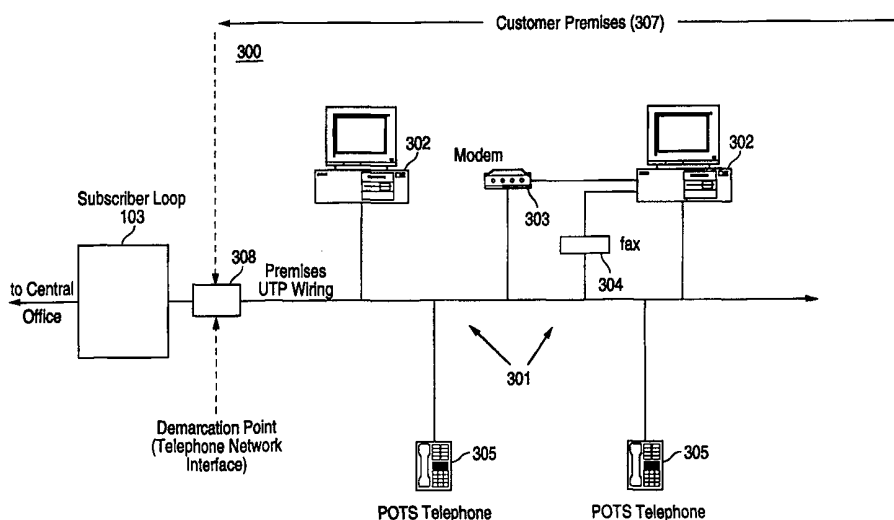 Customer Premises (307)
300
302
302
Modem
303
Subscriber Loop
103
fax
304
308
Premises
UTP Wiring
to Central
Office
301
Demarcation Point
(Telephone Network
Interface)
305
305
POTS Telephone
POTS Telephone